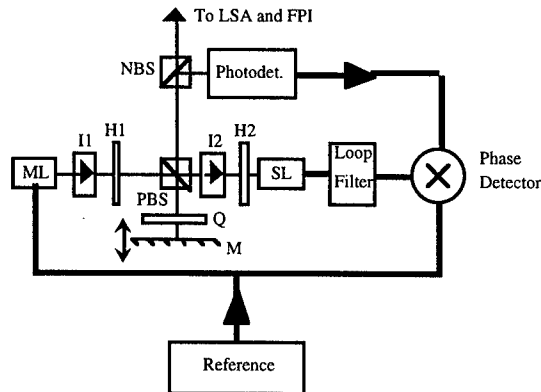 To LSA and FPI
NBS
Photodet.
I1
H1
I2
H2
ML
PBS
SL
Loop
Filter
Phase
Detector
Q
M
Reference